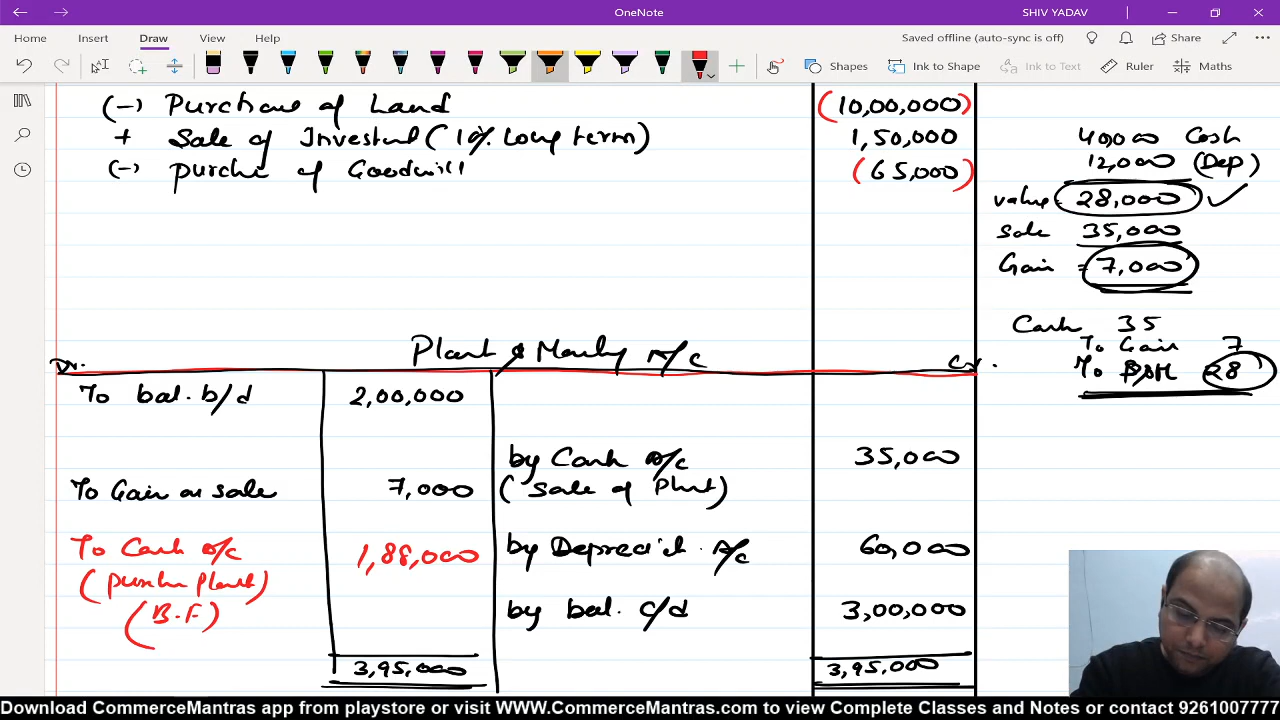 OneNote
SHIV YADAV
Home Insert Draw View Help
Saved offline (auto-sync is off)
Share
Shapes
Ink to Shape
Ink to Text
Ruler
Maths
(-) Purchase of Land (10,00,000)
+ Sale of Investment (10% Long term) 1,50,000
(-) purchase of Goodwill (65,000)
40,000 Cash
12,000 (Dep)
value = 28,000
sale 35,000
Gain = 7,000
Cash 35
To Gain 7
To 28
Plant & A/c
Dr. Cr.
To bal. b/d 2,00,000
by Cash A/c 35,000
To Gain on sale 7,000 (Sale of Plant)
To Cash A/c 1,88,000 by A/c 60,000
(plant)
(B.F) by bal. c/d 3,00,000
3,95,000 3,95,000
Download CommerceMantras app from playstore or visit WWW.CommerceMantras.com to view Complete Classes and Notes or contact 9261007777